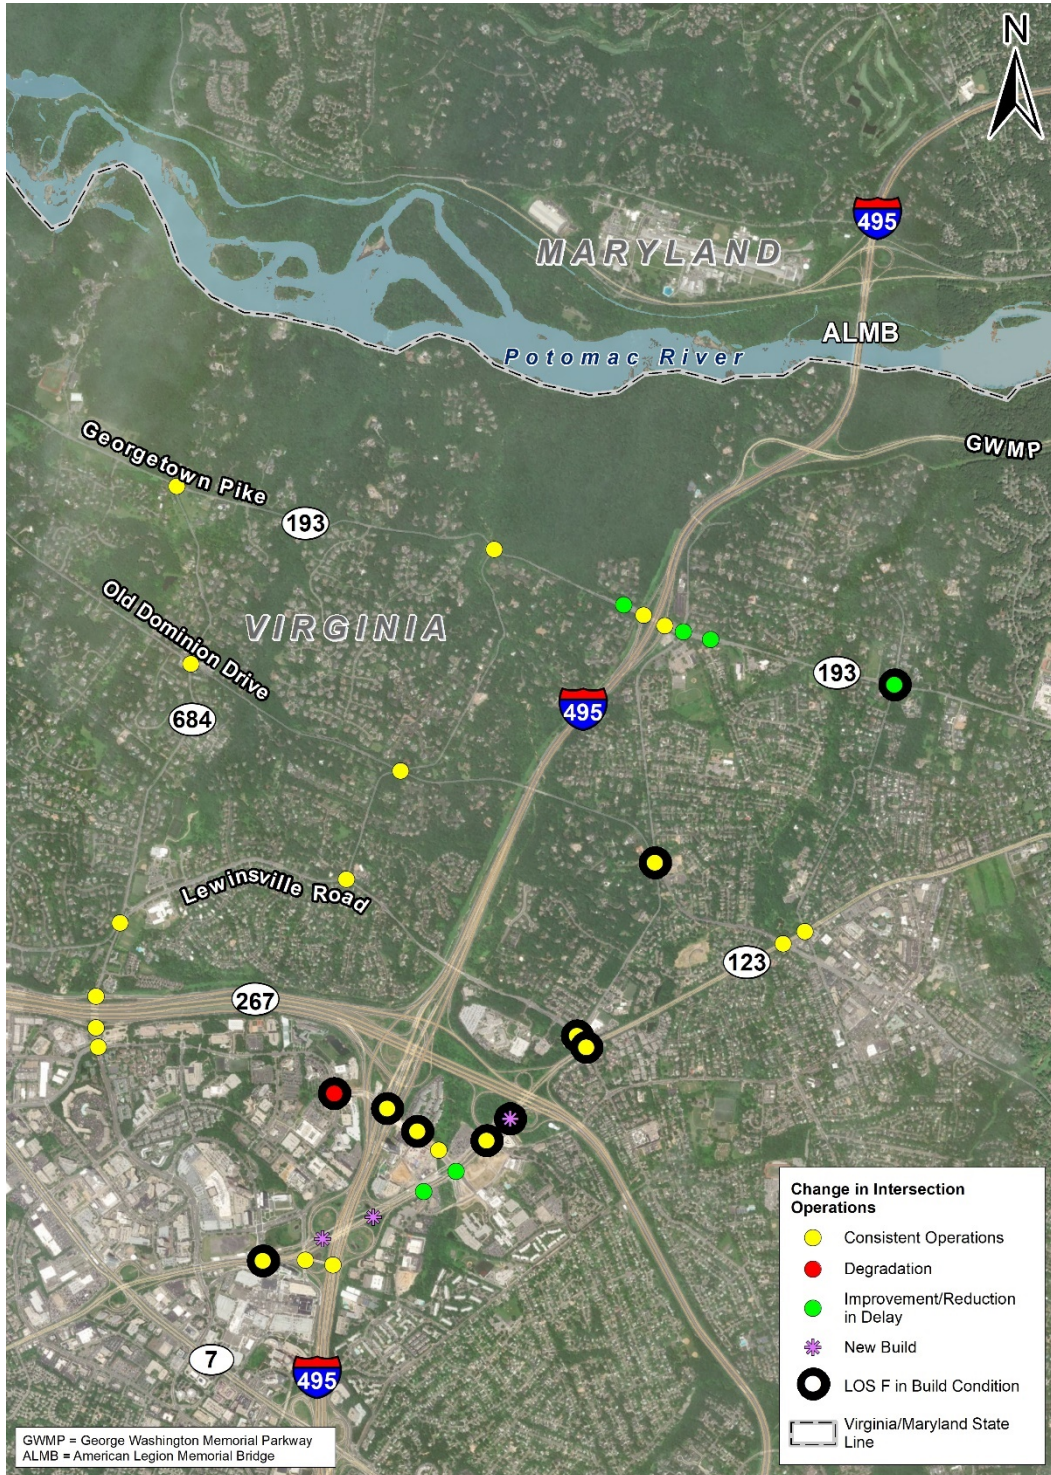 N
495
MARYLAND
ALMB
Potomac River
GWMP
Georgetown Pike
193
Old Dominion Drive
VIRGINIA
193
684
495
Lewinsville Road
123
267
7
495
Change in Intersection
Operations
Consistent Operations
Degradation
Improvement/Reduction
in Delay
New Build
LOS F in Build Condition
Virginia/Maryland State
Line
GWMP = George Washington Memorial Parkway
ALMB = American Legion Memorial Bridge